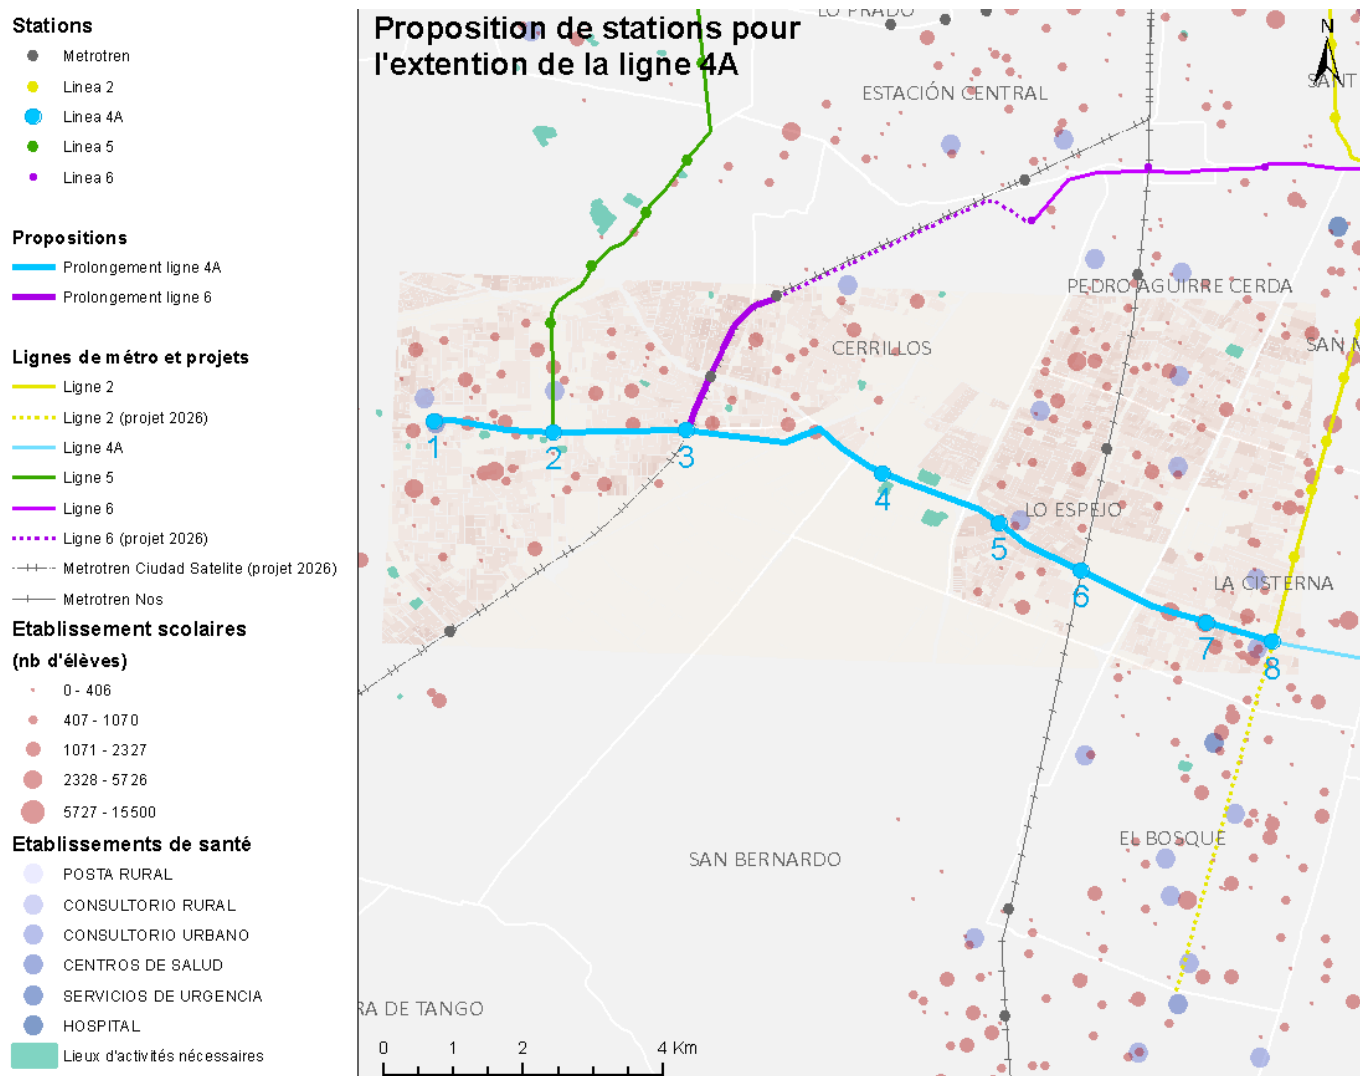 Stations
Metrotren
Linea 2
Linea 4A
Linea 5
Linea 6
Propositions
Prolongement ligne 4A
Prolongement ligne 6
Lignes de métro et projets
Ligne 2
Ligne 2 (projet 2026)
Ligne 4A
Ligne 5
Ligne 6
Ligne 6 (projet 2026)
Metrotren Ciudad Satelite (projet 2026)
Metrotren Nos
Etablissement scolaires
(nb d'élèves)
0 - 406
407 - 1070
1071 - 2327
2328 - 5726
5727 - 15500
Etablissements de santé
POSTA RURAL
CONSULTORIO RURAL
CONSULTORIO URBANO
CENTROS DE SALUD
SERVICIOS DE URGENCIA
HOSPITAL
Lieux d'activités nécessaires
Proposition de stations pour
l'extention de la ligne 4A
LO PRADO
N
SANT
ESTACIÓN CENTRAL
PEDRO AGUIRRE CERDA
CERRILLOS
SAN M
1
2
3
4
LO ESPEJO
5
6
LA CISTERNA
7
8
EL BOSQUE
SAN BERNARDO
RA DE TANGO
0 1 2 4 Km